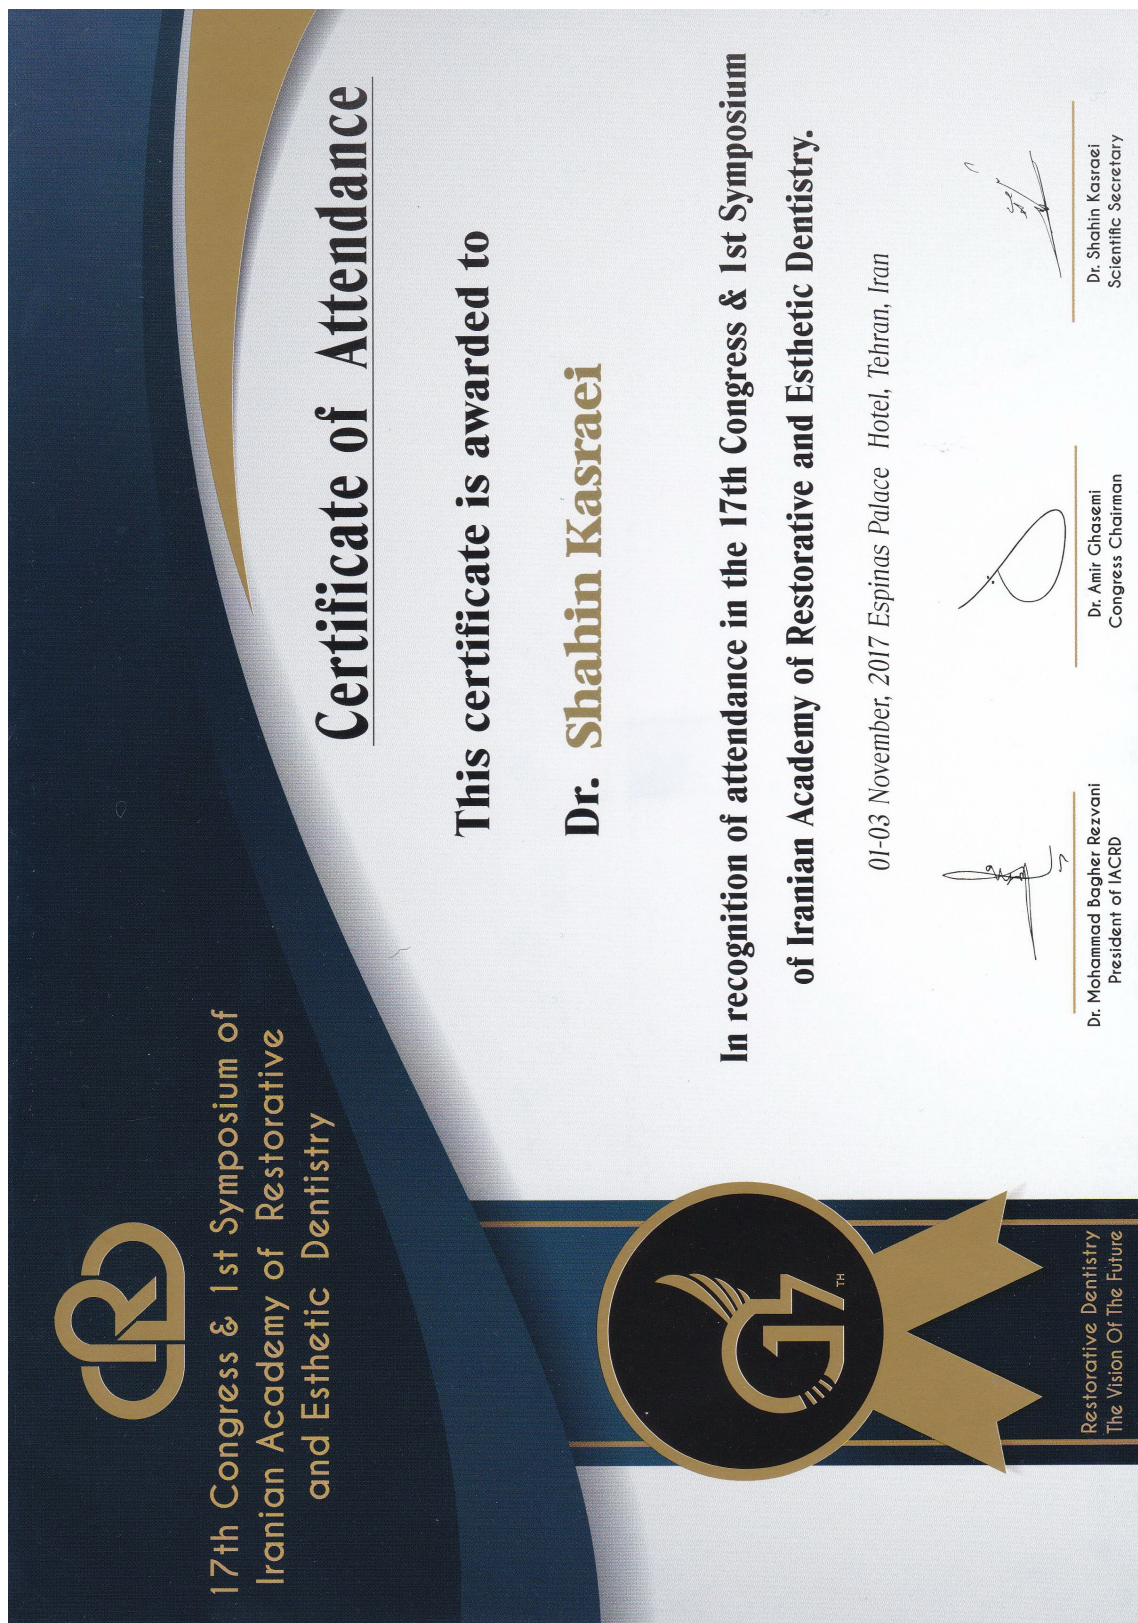 17th Congress & 1st Symposium of
Iranian Academy of Restorative
and Esthetic Dentistry
Certificate of Attendance
This certificate is awarded to
Dr. Shahin Kasraei
In recognition of attendance in the 17th Congress & 1st Symposium
of Iranian Academy of Restorative and Esthetic Dentistry.
01-03 November, 2017 Espinas Palace Hotel, Tehran, Iran
Dr. Mohammad Bagher Rezvani
President of IACRD
Dr. Amir Ghasemi
Congress Chairman
Dr. Shahin Kasraei
Scientific Secretary
17
TH
Restorative Dentistry
The Vision Of The Future